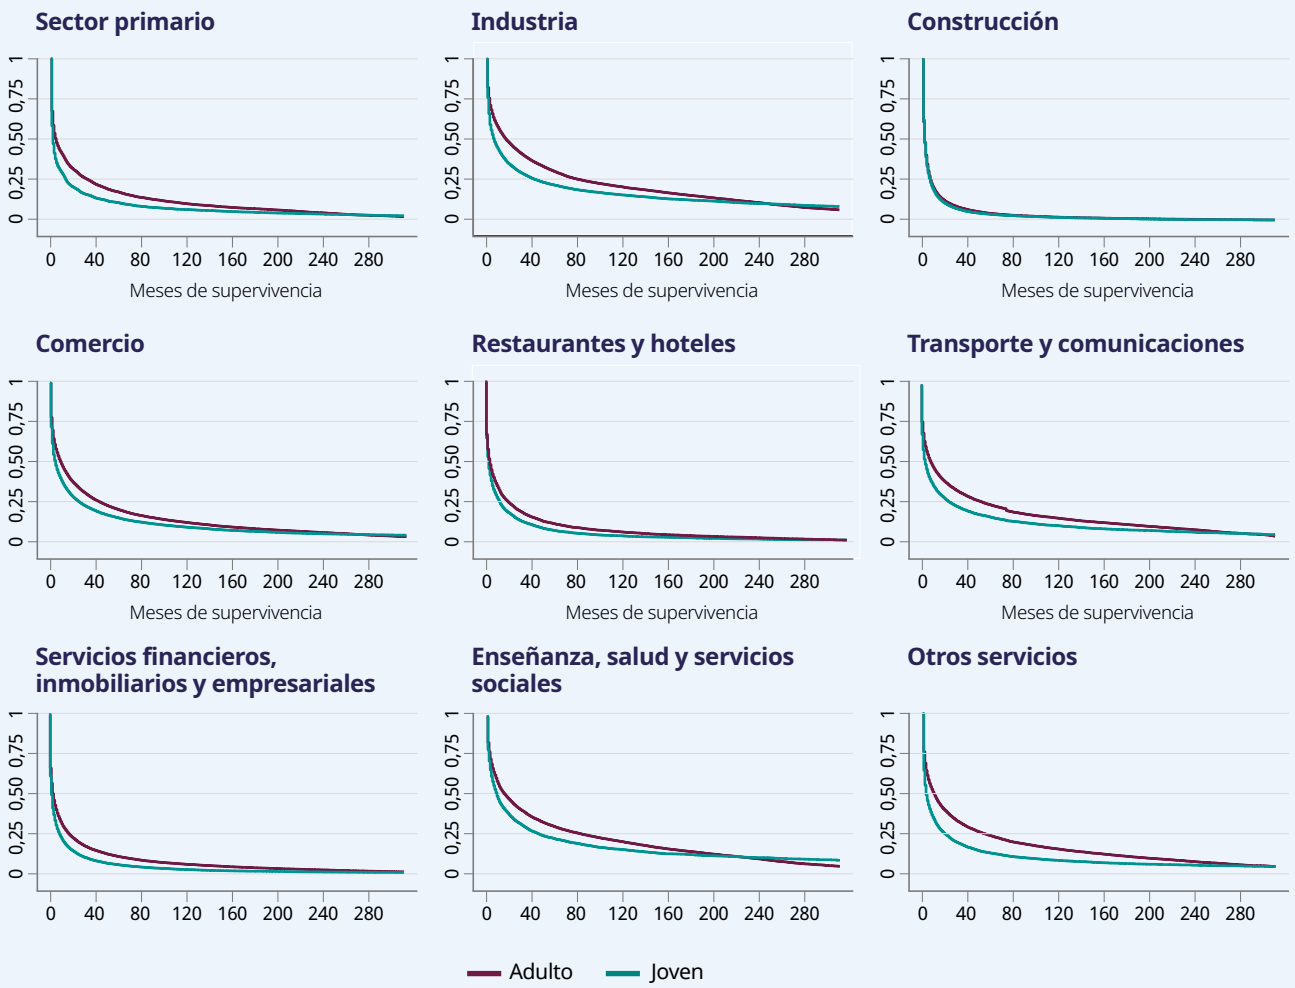 Sector primario
Industria
Construcción
1
0,75
0,50
0,25
0
0 40 80 120 160 200 240 280
Meses de supervivencia
1
0,75
0,50
0,25
0
0 40 80 120 160 200 240 280
Meses de supervivencia
1
0,75
0,50
0,25
0
0 40 80 120 160 200 240 280
Meses de supervivencia
Comercio
Restaurantes y hoteles
Transporte y comunicaciones
1
0,75
0,50
0,25
0
0 40 80 120 160 200 240 280
Meses de supervivencia
1
0,75
0,50
0,25
0
0 40 80 120 160 200 240 280
Meses de supervivencia
1
0,75
0,50
0,25
0
0 40 80 120 160 200 240 280
Meses de supervivencia
Servicios financieros,
inmobiliarios y empresariales
Enseñanza, salud y servicios
sociales
Otros servicios
1
0,75
0,50
0,25
0
0 40 80 120 160 200 240 280
1
0,75
0,50
0,25
0
0 40 80 120 160 200 240 280
1
0,75
0,50
0,25
0
0 40 80 120 160 200 240 280
Adulto Joven